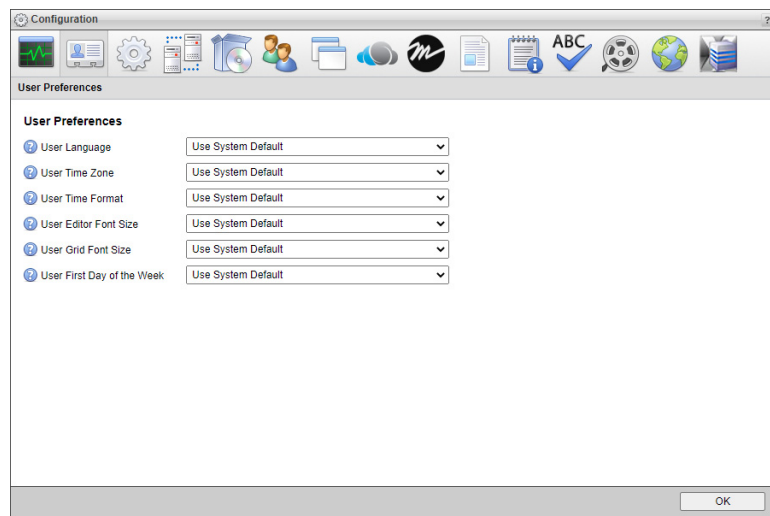 Configuration
?
ABC
User Preferences
User Preferences
User Language Use System Default
User Time Zone Use System Default
User Time Format Use System Default
User Editor Font Size Use System Default
User Grid Font Size Use System Default
User First Day of the Week Use System Default
OK